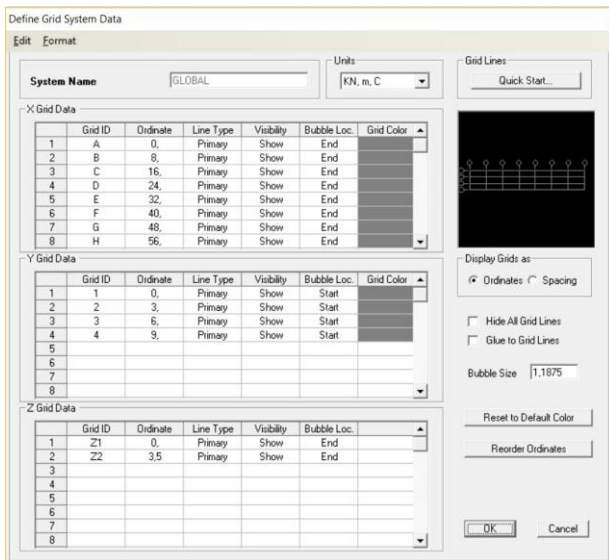 Define Grid System Data
Edit Format
System Name GLOBAL
Units
KN, m, C
Grid Lines
Quick Start...
X Grid Data
Grid ID Ordinate Line Type Visibility Bubble Loc. Grid Color
1 A 0, Primary Show End
2 B 8, Primary Show End
3 C 16, Primary Show End
4 D 24, Primary Show End
5 E 32, Primary Show End
6 F 40, Primary Show End
7 G 48, Primary Show End
8 H 56, Primary Show End
Y Grid Data
Grid ID Ordinate Line Type Visibility Bubble Loc. Grid Color
1 1 0, Primary Show Start
2 2 3, Primary Show Start
3 3 6, Primary Show Start
4 4 9, Primary Show Start
5
6
7
8
Display Grids as
Ordinates Spacing
Hide All Grid Lines
Glue to Grid Lines
Bubble Size 1,1875
Z Grid Data
Grid ID Ordinate Line Type Visibility Bubble Loc.
1 Z1 0, Primary Show End
2 Z2 3,5 Primary Show End
3
4
5
6
7
8
Reset to Default Color
Reorder Ordinates
OK Cancel